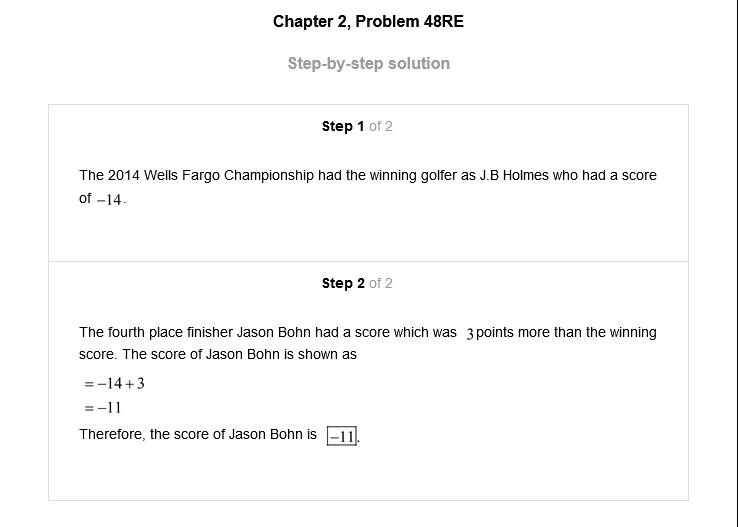 Chapter 2, Problem 48RE
Step-by-step solution
Step 1 of 2
The 2014 Wells Fargo Championship had the winning golfer as J.B Holmes who had a score
of −14.
Step 2 of 2
The fourth place finisher Jason Bohn had a score which was 3 points more than the winning
score. The score of Jason Bohn is shown as
=−14+3
=−11
Therefore, the score of Jason Bohn is −11.